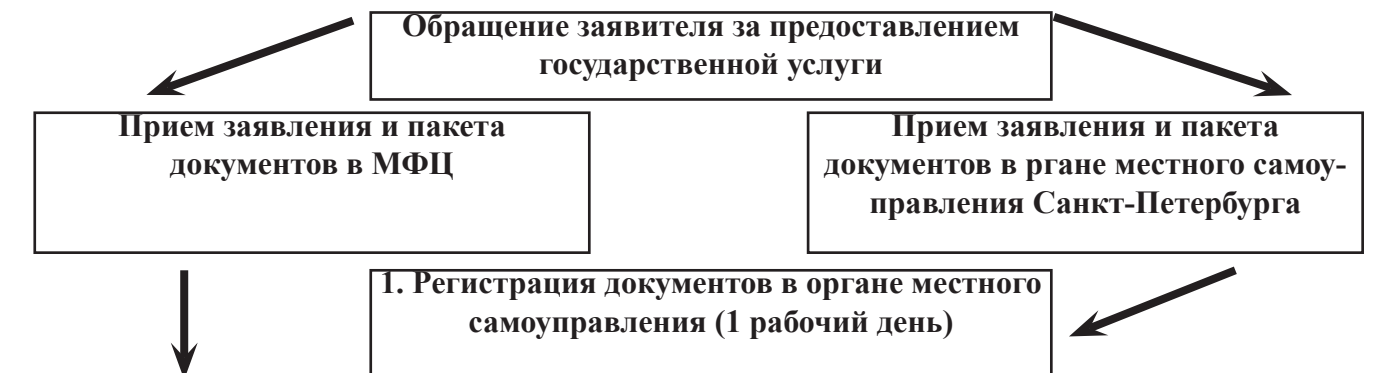 Обращение заявителя за предоставлением
государственной услуги
Прием заявления и пакета
документов в МФЦ
Прием заявления и пакета
документов в ргане местного самоу-
правления Санкт-Петербурга
1. Регистрация документов в органе местного
самоуправления (1 рабочий день)